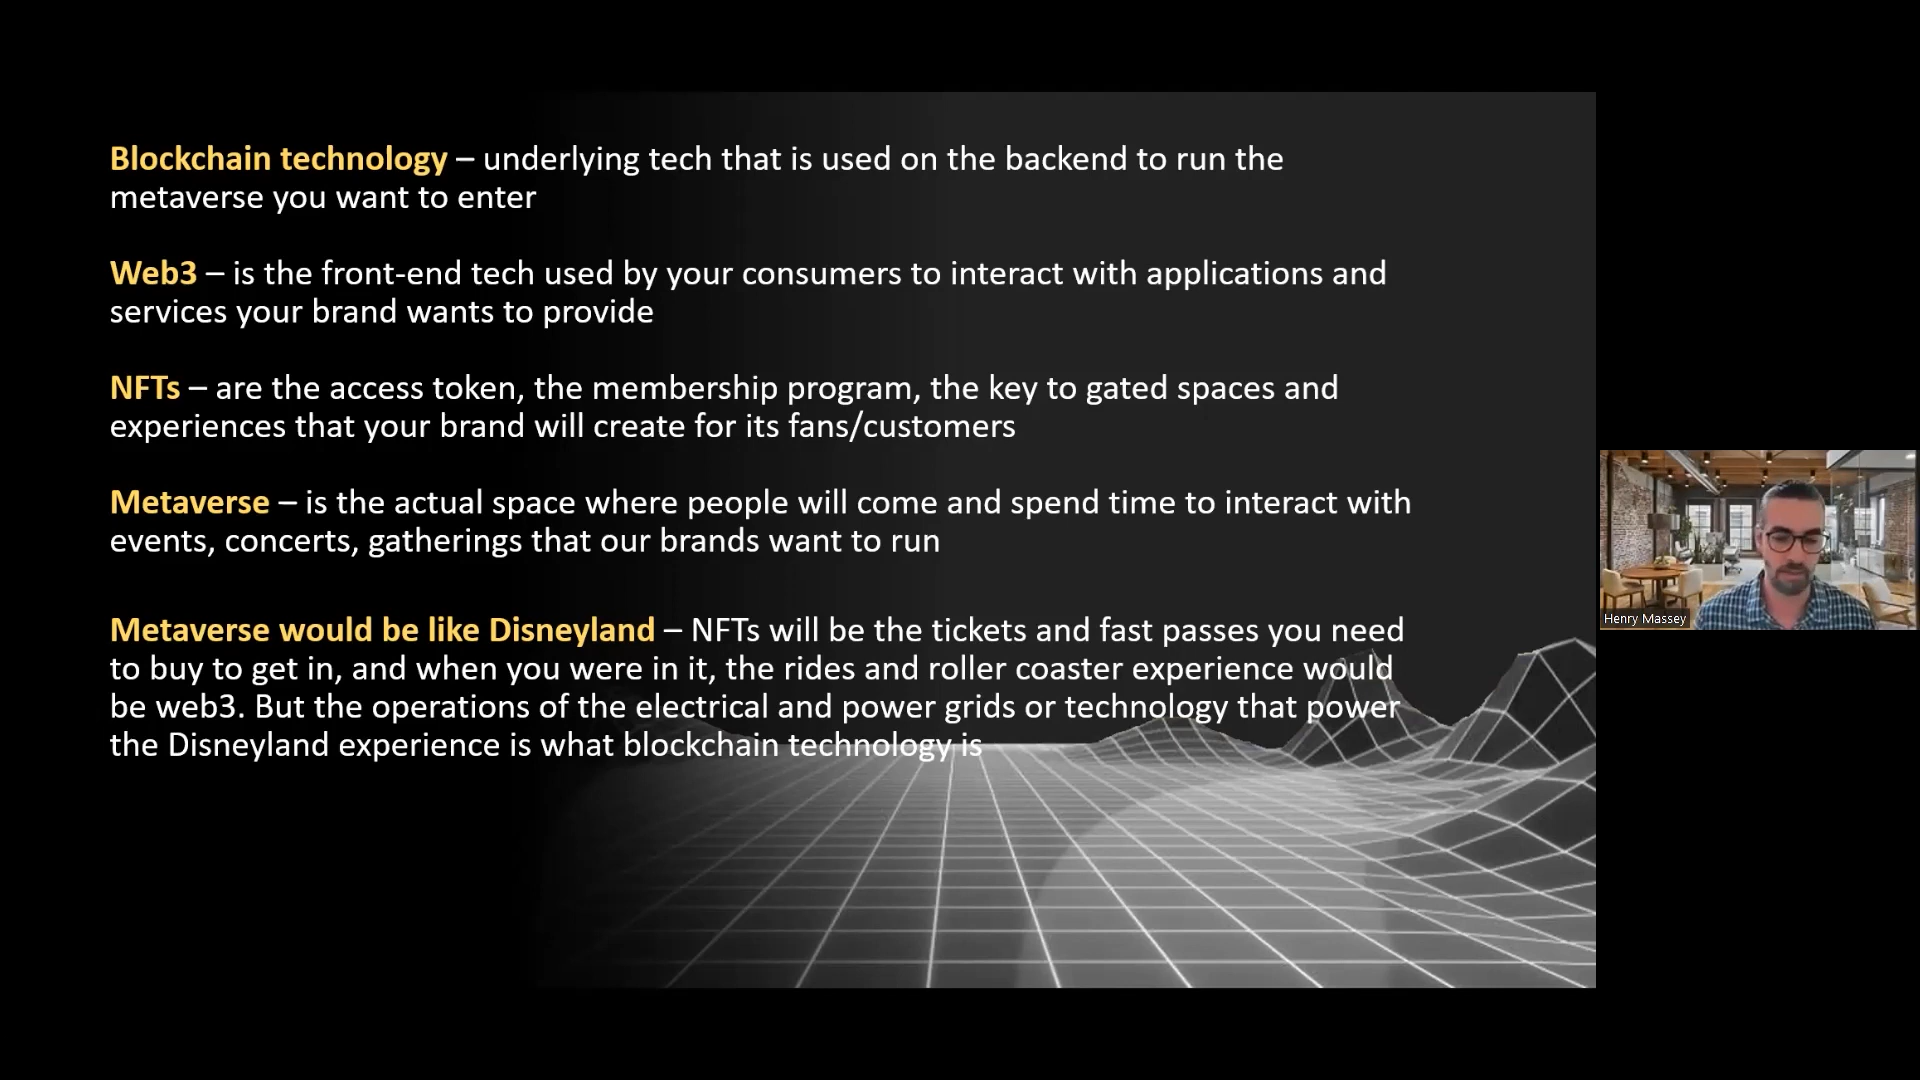 Blockchain technology – underlying tech that is used on the backend to run the
metaverse you want to enter
Web3 – is the front-end tech used by your consumers to interact with applications and
services your brand wants to provide
NFTs – are the access token, the membership program, the key to gated spaces and
experiences that your brand will create for its fans/customers
Metaverse – is the actual space where people will come and spend time to interact with
events, concerts, gatherings that our brands want to run
Metaverse would be like Disneyland – NFTs will be the tickets and fast passes you need
to buy to get in, and when you were in it, the rides and roller coaster experience would
be web3. But the operations of the electrical and power grids or technology that power
the Disneyland experience is what blockchain technology is
Henry Massey